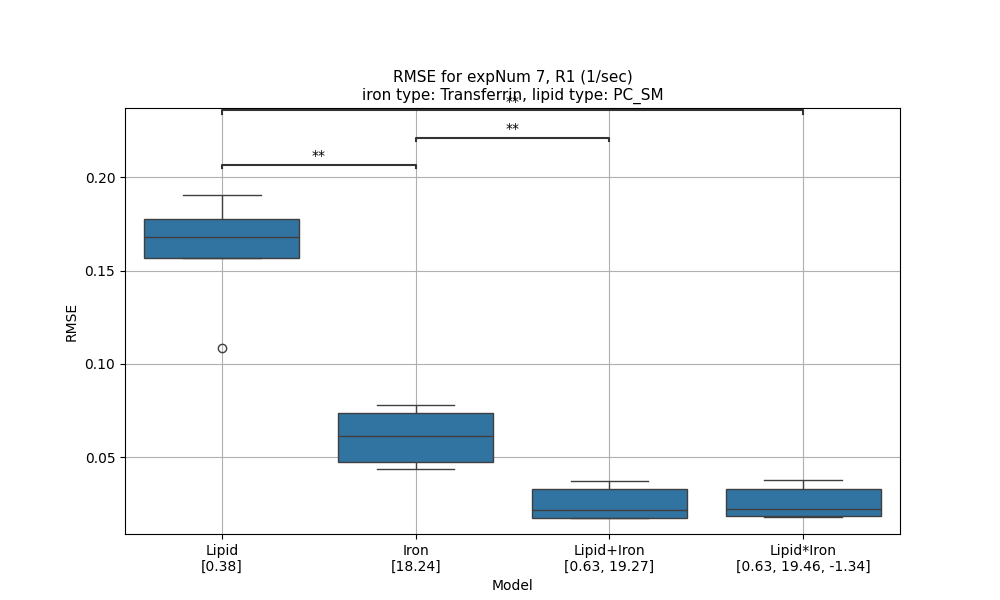 RMSE for expNum 7, R1 (1/sec)
iron type: Transferrin, lipid type: PC_SM
**
**
**
0.20
0.15
0.10
0.05
RMSE
Lipid
[0.38]
Iron
[18.24]
Lipid+Iron
[0.63, 19.27]
Lipid*Iron
[0.63, 19.46, -1.34]
Model